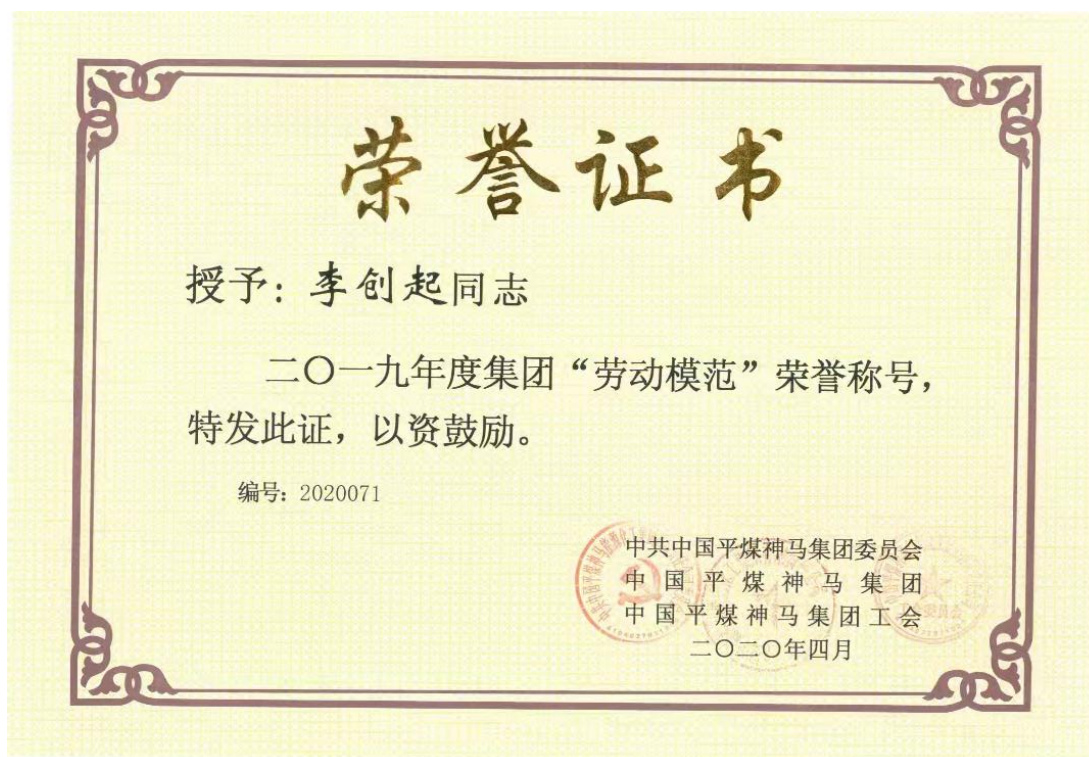 荣誉证书
授予：李创起同志
二〇一九年度集团“劳动模范”荣誉称号，
特发此证，以资鼓励。
编号：2020071
中共中国平煤神马集团委员会
中国平煤神马集团
中国平煤神马集团工会
二〇二〇年四月